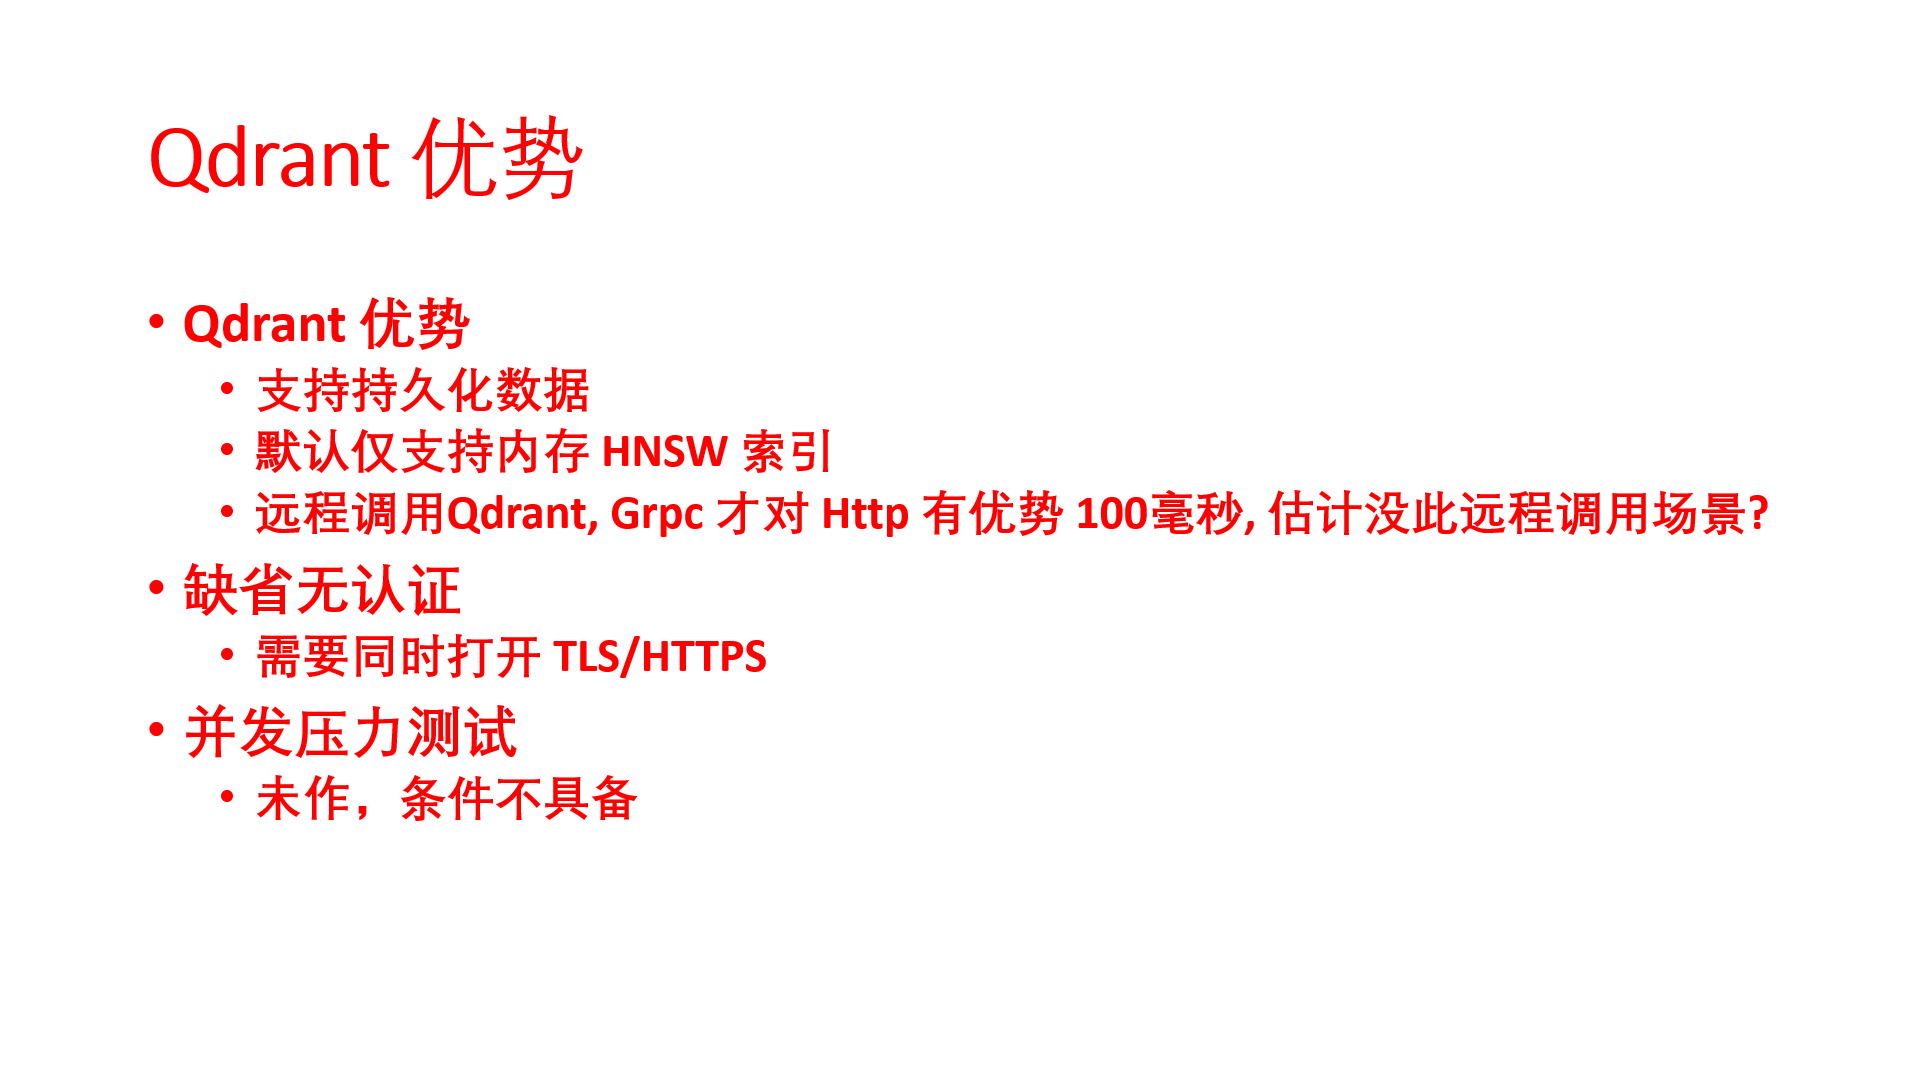 Qdrant 优势
• Qdrant 优势
• 支持持久化数据
• 默认仅支持内存 HNSW 索引
• 远程调用Qdrant, Grpc 才对 Http 有优势 100毫秒, 估计没此远程调用场景?
• 缺省无认证
• 需要同时打开 TLS/HTTPS
• 并发压力测试
• 未作，条件不具备